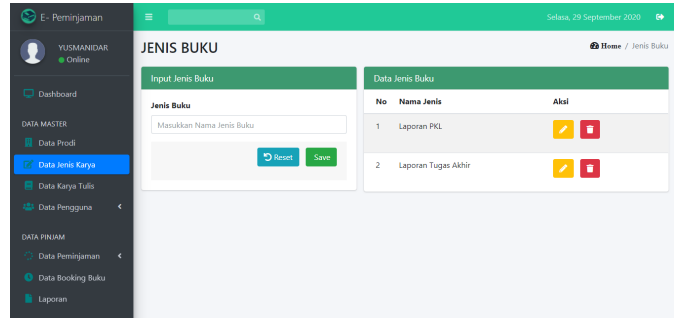 E- Peminjaman
Selasa, 29 September 2020
YUSMANIDAR
Online
Dashboard
DATA MASTER
Data Prodi
Data Jenis Karya
Data Karya Tulis
Data Pengguna
DATA PINJAM
Data Peminjaman
Data Booking Buku
Laporan
JENIS BUKU
Home / Jenis Buku
Input Jenis Buku
Jenis Buku
Masukkan Nama Jenis Buku
Reset Save
Data Jenis Buku
No Nama Jenis Aksi
1 Laporan PKL
2 Laporan Tugas Akhir